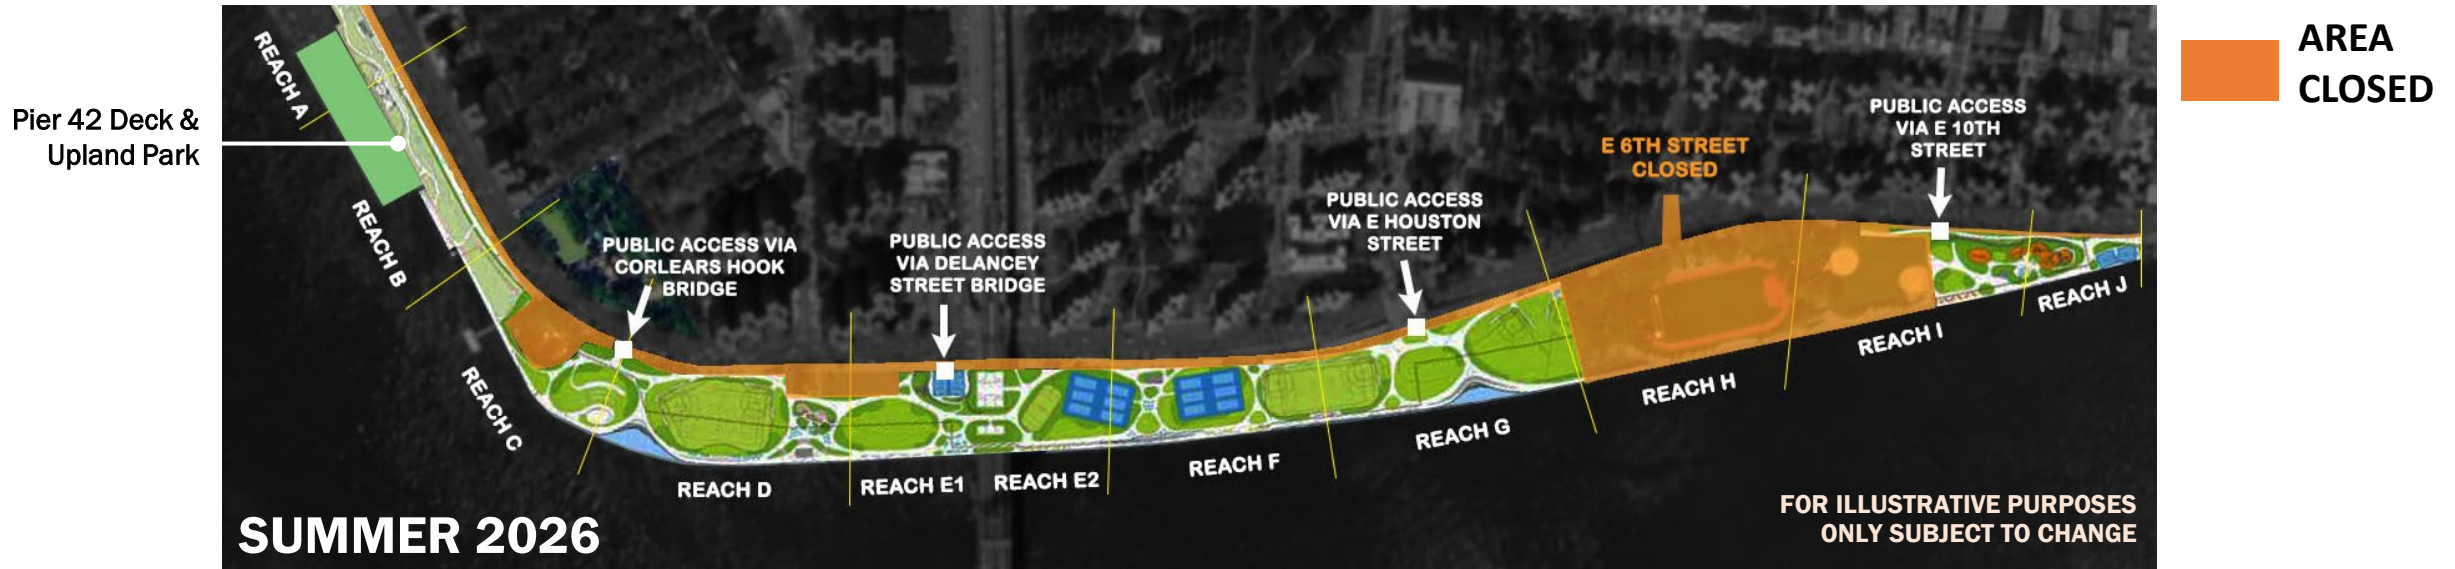 AREA
CLOSED
Pier 42 Deck &
Upland Park
REACH A
REACH B
REACH C
PUBLIC ACCESS VIA
CORLEARS HOOK
BRIDGE
REACH D
PUBLIC ACCESS
VIA DELANCEY
STREET BRIDGE
REACH E1
REACH E2
REACH F
PUBLIC ACCESS
VIA E HOUSTON
STREET
REACH G
E 6TH STREET
CLOSED
REACH H
PUBLIC ACCESS
VIA E 10TH
STREET
REACH I
REACH J
SUMMER 2026
FOR ILLUSTRATIVE PURPOSES
ONLY SUBJECT TO CHANGE